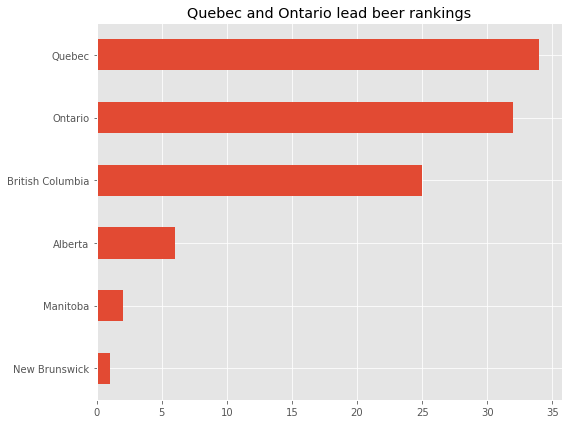 Quebec and Ontario lead beer rankings
Quebec
Ontario
British Columbia
Alberta
Manitoba
New Brunswick
0 5 10 15 20 25 30 35